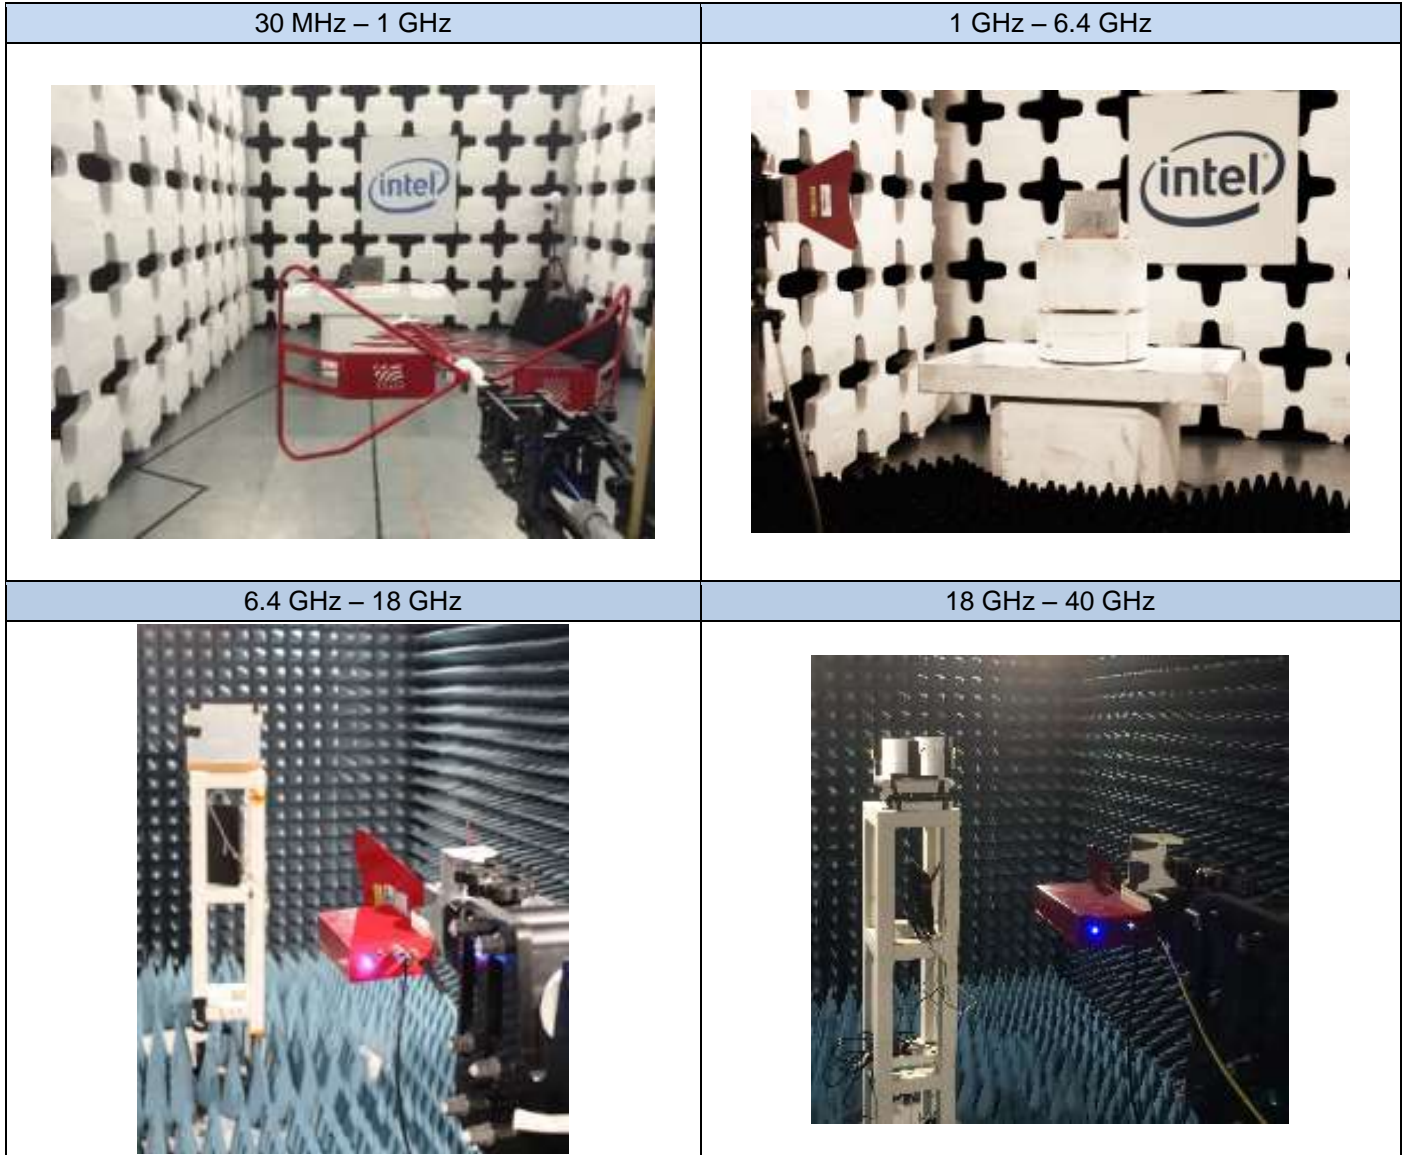 30 MHz – 1 GHz
1 GHz – 6.4 GHz
intel
intel
6.4 GHz – 18 GHz
18 GHz – 40 GHz